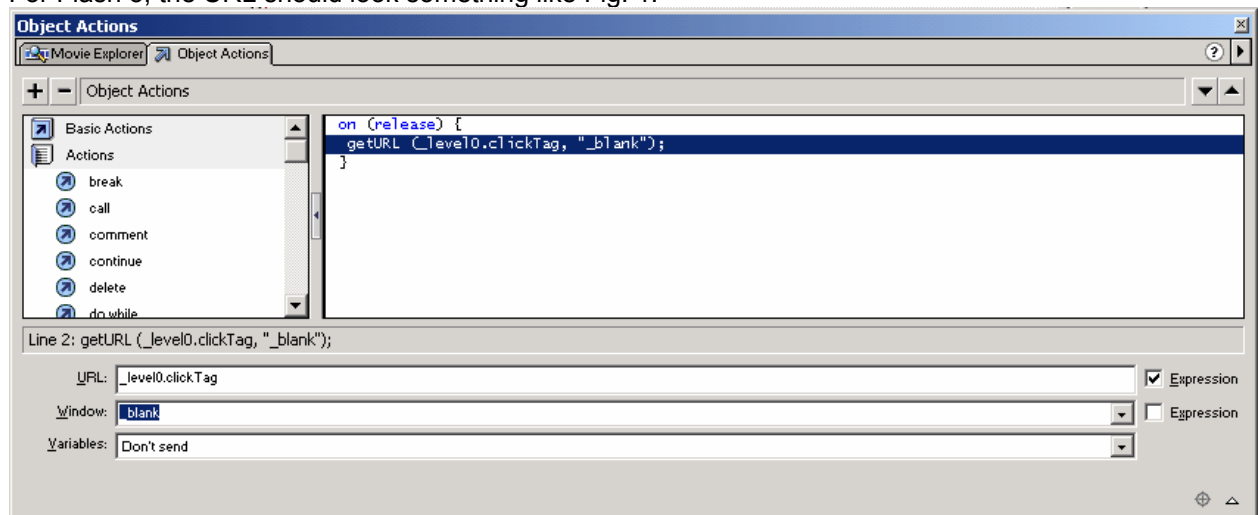 Object Actions
Movie Explorer Object Actions
+ - Object Actions
Basic Actions
Actions
break
call
comment
continue
delete
do while
on (release) {
getURL (_level0.clickTag, "_blank");
}
Line 2: getURL (_level0.clickTag, "_blank");
URL: _level0.clickTag Expression
Window: _blank Expression
Variables: Don't send